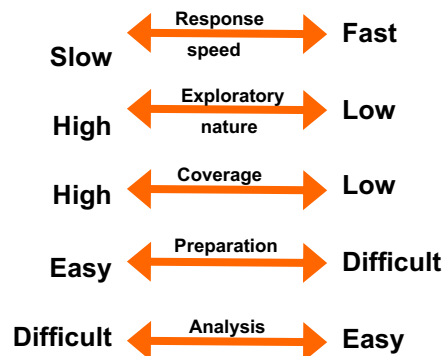 Slow
Response
speed
Fast
High
Exploratory
nature
Low
High
Coverage
Low
Easy
Preparation
Difficult
Difficult
Analysis
Easy